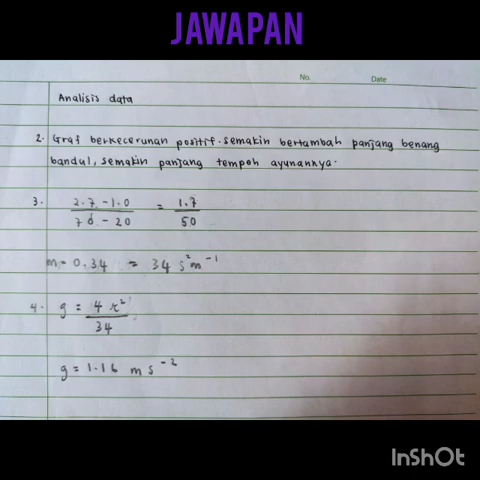 JAWAPAN
No. Date
Analisis data
2. Graf berkecerunan positif. semakin bertambah panjang benang
bandul, semakin panjang tempoh ayunannya.
3. 2.7 - 1.0 = 1.7
70 - 20 50
m = 0.34 = 34 s²m⁻¹
4. g = 4 π²
34
g = 1.16 m s⁻²
InShOt